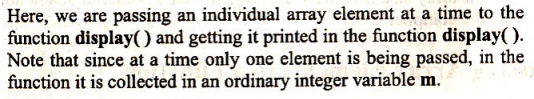 Here, we are passing an individual array element at a time to the
function display( ) and getting it printed in the function display( ).
Note that since at a time only one element is being passed, in the
function it is collected in an ordinary integer variable m.